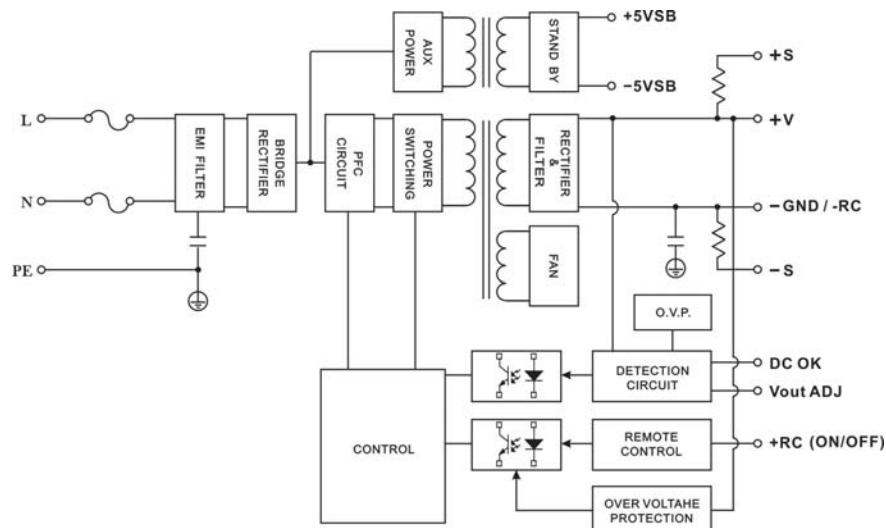 AUX
POWER
STAND BY
+5VSB
−5VSB
+S
L
EMI FILTER
BRIDGE
RECTIFIER
PFC
CIRCUIT
POWER
SWITCHING
RECTIFIER
&
FILTER
+V
N
−GND / -RC
PE
FAN
−S
O.V.P.
DETECTION
CIRCUIT
DC OK
Vout ADJ
CONTROL
REMOTE
CONTROL
+RC (ON/OFF)
OVER VOLTAHE
PROTECTION